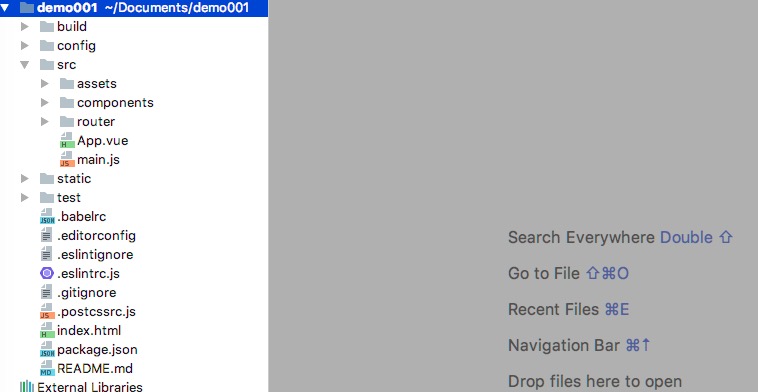 demo001 ~/Documents/demo001
build
config
src
assets
components
router
App.vue
main.js
static
test
.babelrc
.editorconfig
.eslintignore
.eslintrc.js
.gitignore
.postcssrc.js
index.html
package.json
README.md
External Libraries
Search Everywhere Double ⇧
Go to File ⇧⌘O
Recent Files ⌘E
Navigation Bar ⌘↑
Drop files here to open